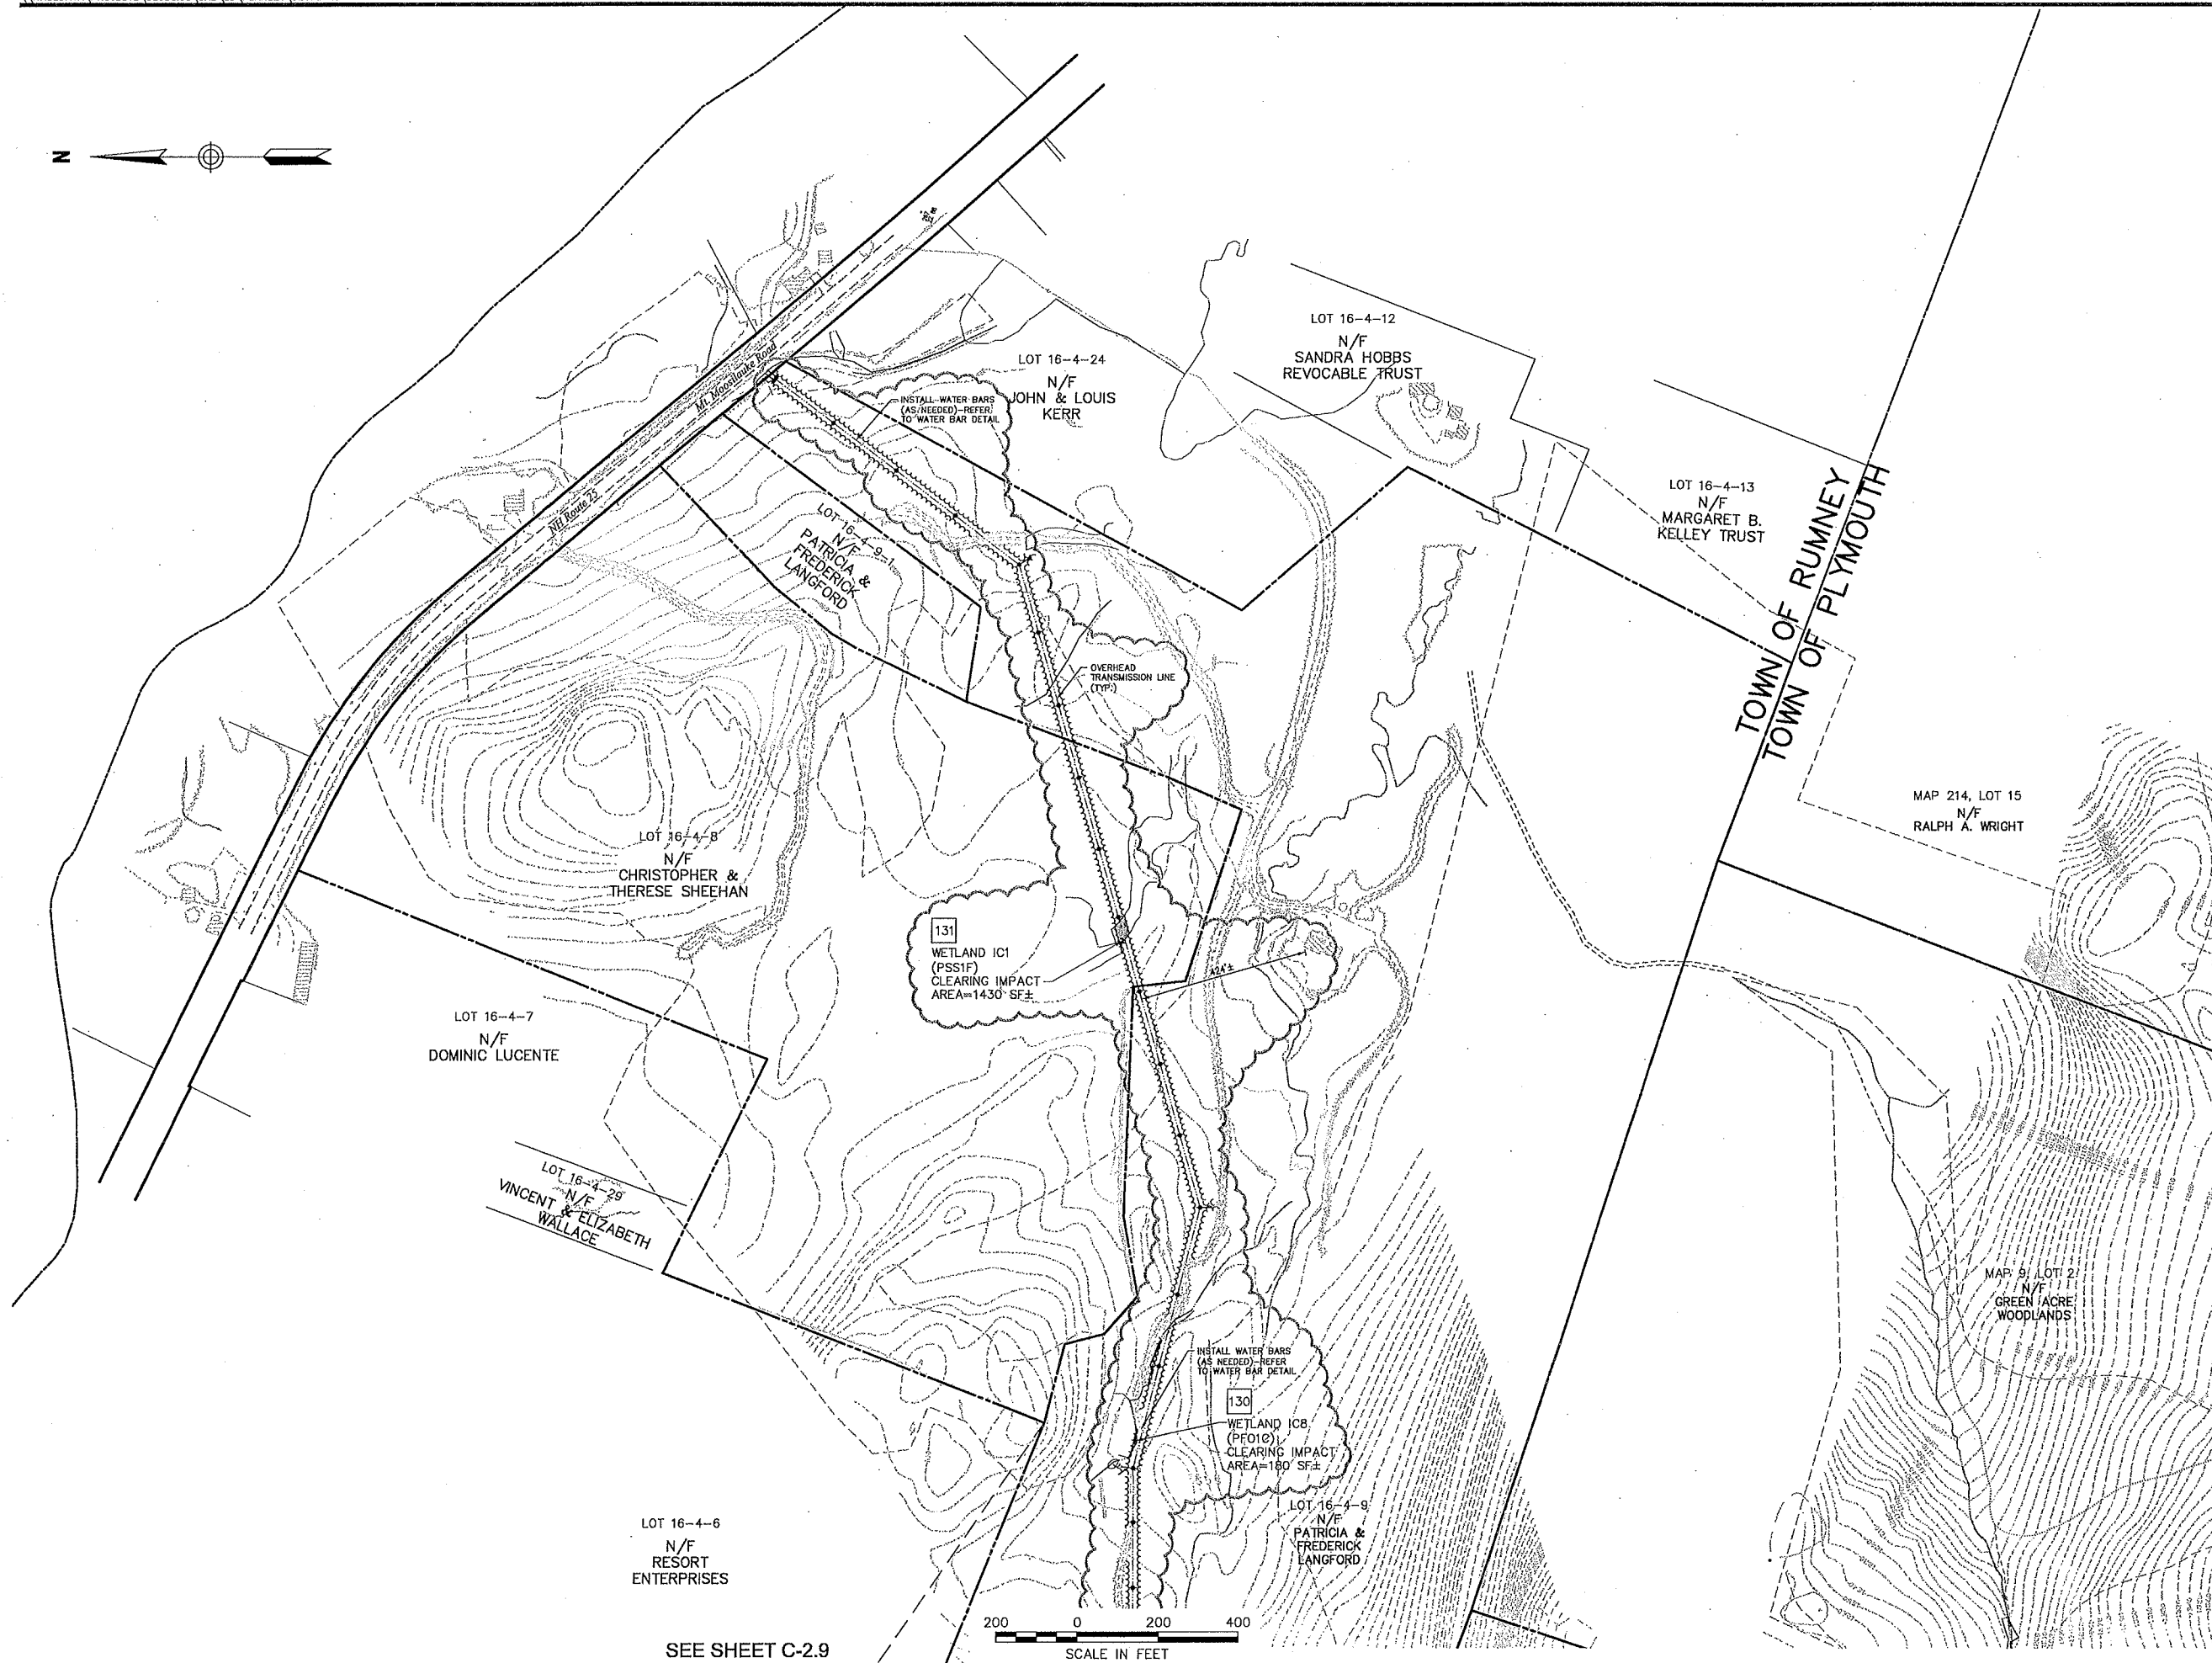 N
Mt. Moosilauke Road
NH Route 25
LOT 16-4-12
N/F
SANDRA HOBBS
REVOCABLE TRUST
LOT 16-4-24
N/F
JOHN & LOUIS
KERR
INSTALL WATER BARS
(AS NEEDED)-REFER
TO WATER BAR DETAIL
LOT 16-4-13
N/F
MARGARET B.
KELLEY TRUST
TOWN OF RUMNEY
TOWN OF PLYMOUTH
LOT 16-4-9-1
N/F
PATRICIA &
FREDERICK
LANGFORD
OVERHEAD
TRANSMISSION LINE
(TYP.)
MAP 214, LOT 15
N/F
RALPH A. WRIGHT
LOT 16-4-8
N/F
CHRISTOPHER &
THERESE SHEEHAN
131
WETLAND IC1
(PSS1F)
CLEARING IMPACT
AREA=1430 SF±
424'±
LOT 16-4-7
N/F
DOMINIC LUCENTE
LOT 16-4-29
N/F
VINCENT & ELIZABETH
WALLACE
MAP 9, LOT 2
N/F
GREEN ACRE
WOODLANDS
INSTALL WATER BARS
(AS NEEDED)-REFER
TO WATER BAR DETAIL
130
WETLAND IC8
(PFO1C)
CLEARING IMPACT
AREA=180 SF±
LOT 16-4-9
N/F
PATRICIA &
FREDERICK
LANGFORD
LOT 16-4-6
N/F
RESORT
ENTERPRISES
200 0 200 400
SCALE IN FEET
SEE SHEET C-2.9